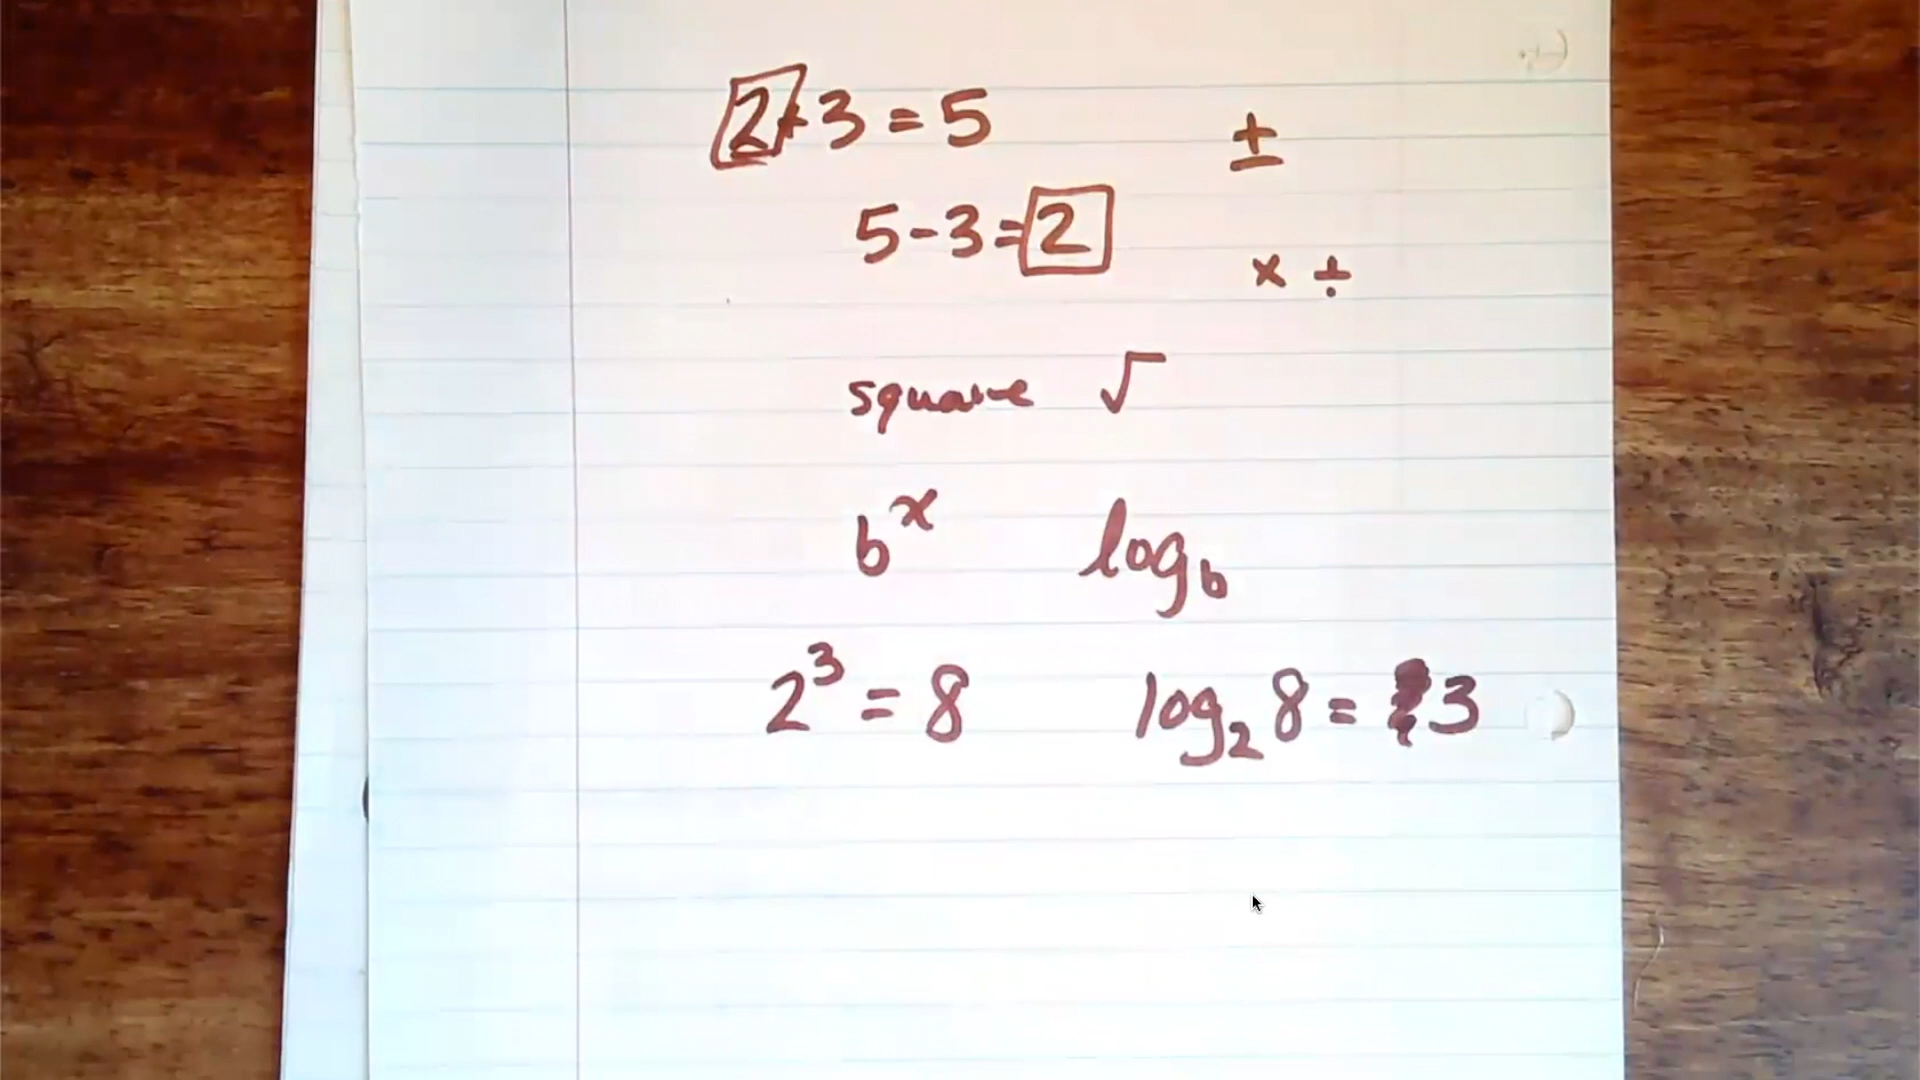 2+3=5 ±
5-3=2
× ÷
square √
b^x log_b
2^3 = 8 log_2 8 = 3